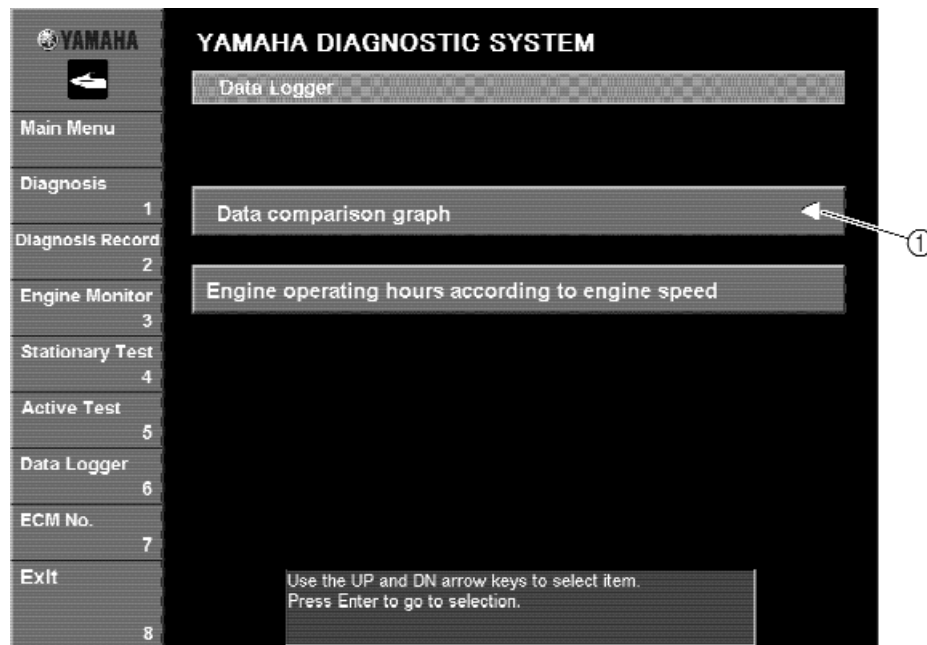 YAMAHA
YAMAHA DIAGNOSTIC SYSTEM
Data Logger
Main Menu
Diagnosis
1
Diagnosis Record
2
Engine Monitor
3
Stationary Test
4
Active Test
5
Data Logger
6
ECM No.
7
Exit
8
Data comparison graph
①
Engine operating hours according to engine speed
Use the UP and DN arrow keys to select item.
Press Enter to go to selection.